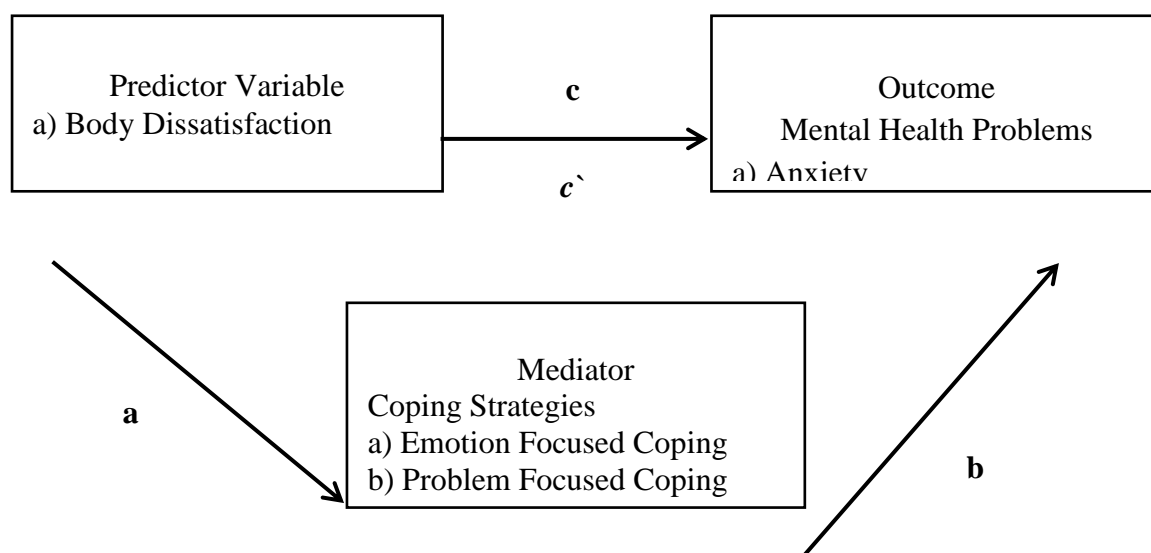 Predictor Variable
a) Body Dissatisfaction
c
c`
Outcome
Mental Health Problems
a) Anxiety
a
Mediator
Coping Strategies
a) Emotion Focused Coping
b) Problem Focused Coping
b